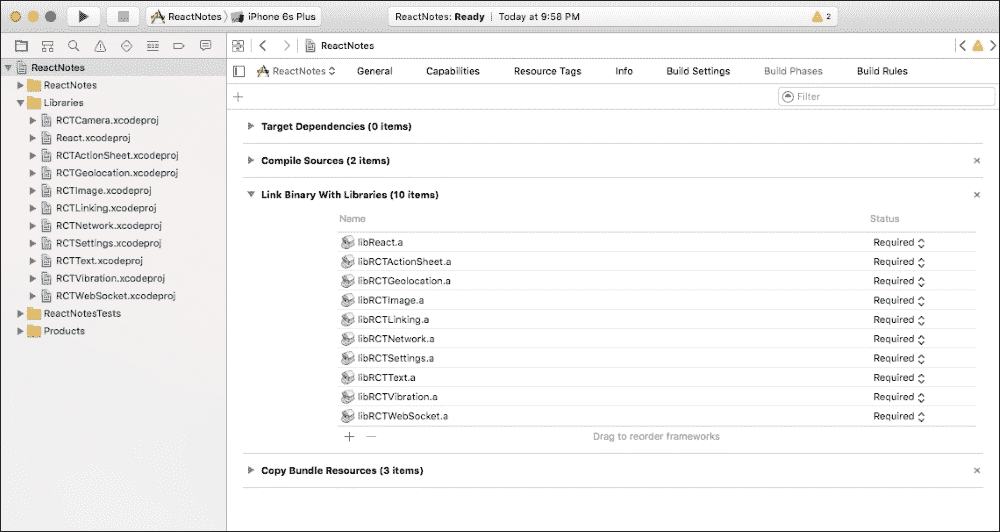 ReactNotes
iPhone 6s Plus
ReactNotes: Ready
Today at 9:58 PM
2
ReactNotes
ReactNotes
ReactNotes
Libraries
RCTCamera.xcodeproj
React.xcodeproj
RCTActionSheet.xcodeproj
RCTGeolocation.xcodeproj
RCTImage.xcodeproj
RCTLinking.xcodeproj
RCTNetwork.xcodeproj
RCTSettings.xcodeproj
RCTText.xcodeproj
RCTVibration.xcodeproj
RCTWebSocket.xcodeproj
ReactNotesTests
Products
ReactNotes
General
Capabilities
Resource Tags
Info
Build Settings
Build Phases
Build Rules
Filter
Target Dependencies (0 items)
Compile Sources (2 items)
Link Binary With Libraries (10 items)
Name Status
libReact.a Required
libRCTActionSheet.a Required
libRCTGeolocation.a Required
libRCTImage.a Required
libRCTLinking.a Required
libRCTNetwork.a Required
libRCTSettings.a Required
libRCTText.a Required
libRCTVibration.a Required
libRCTWebSocket.a Required
Drag to reorder frameworks
Copy Bundle Resources (3 items)